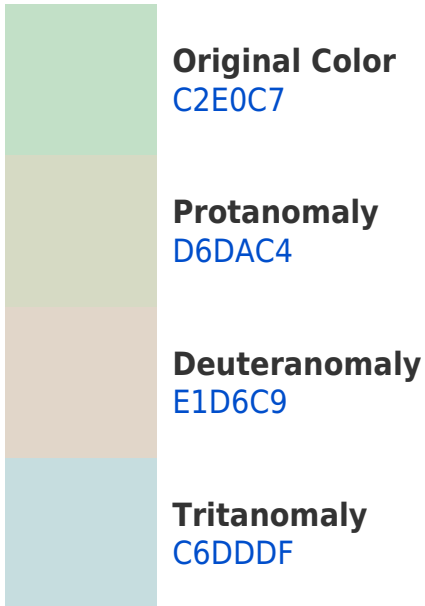 Original Color
C2E0C7
Protanomaly
D6DAC4
Deuteranomaly
E1D6C9
Tritanomaly
C6DDDF